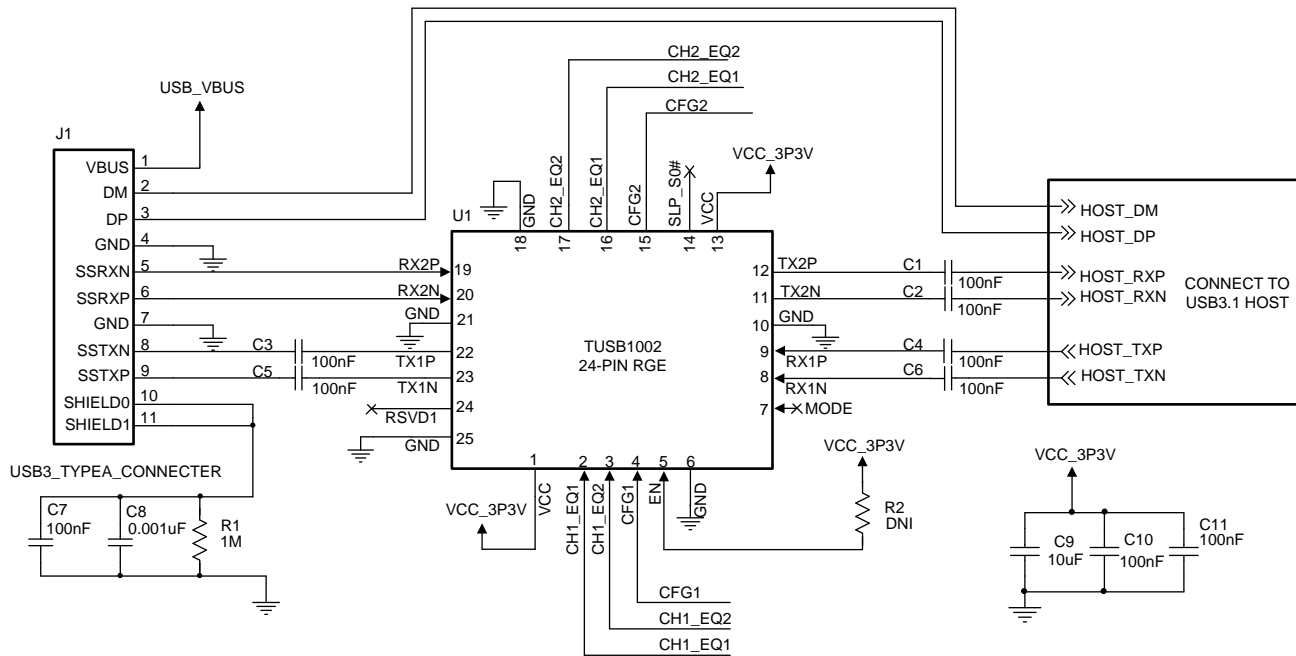 CH2_EQ2
CH2_EQ1
CFG2
USB_VBUS
J1
VBUS 1
DM 2
DP 3
GND 4
SSRXN 5
SSRXP 6
GND 7
SSTXN 8
SSTXP 9
SHIELD0 10
SHIELD1 11
USB3_TYPEA_CONNECTER
C7
100nF
C8
0.001uF
R1
1M
C3
100nF
C5
100nF
U1
GND
18
CH2_EQ2
17
CH2_EQ1
16
CFG2
15
SLP_S0#
14
VCC
13
VCC_3P3V
RX2P 19
RX2N 20
GND 21
TX1P 22
TX1N 23
RSVD1 24
GND 25
TUSB1002
24-PIN RGE
12 TX2P
11 TX2N
10 GND
9 RX1P
8 RX1N
7 MODE
C1
100nF
C2
100nF
C4
100nF
C6
100nF
HOST_DM
HOST_DP
HOST_RXP
HOST_RXN
HOST_TXP
HOST_TXN
CONNECT TO
USB3.1 HOST
1
VCC
VCC_3P3V
2
CH1_EQ1
3
CH1_EQ2
4
CFG1
5
EN
6
GND
VCC_3P3V
R2
DNI
CFG1
CH1_EQ2
CH1_EQ1
VCC_3P3V
C9
10uF
C10
100nF
C11
100nF